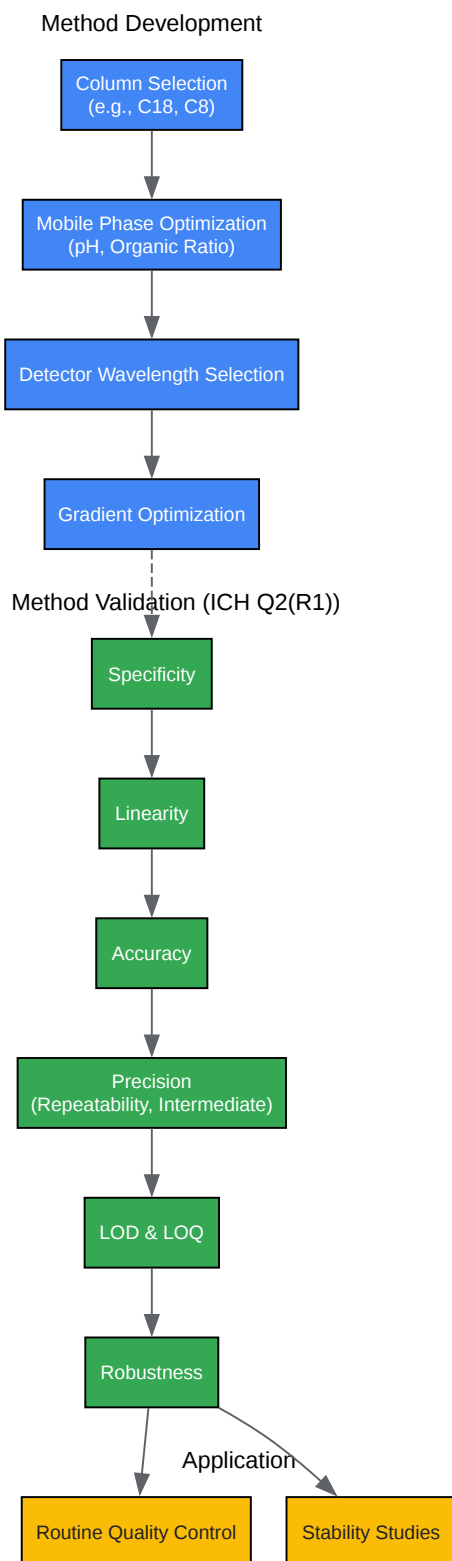 Method Development
Column Selection
(e.g., C18, C8)
Mobile Phase Optimization
(pH, Organic Ratio)
Detector Wavelength Selection
Gradient Optimization
Method Validation (ICH Q2(R1))
Specificity
Linearity
Accuracy
Precision
(Repeatability, Intermediate)
LOD & LOQ
Robustness
Application
Routine Quality Control
Stability Studies